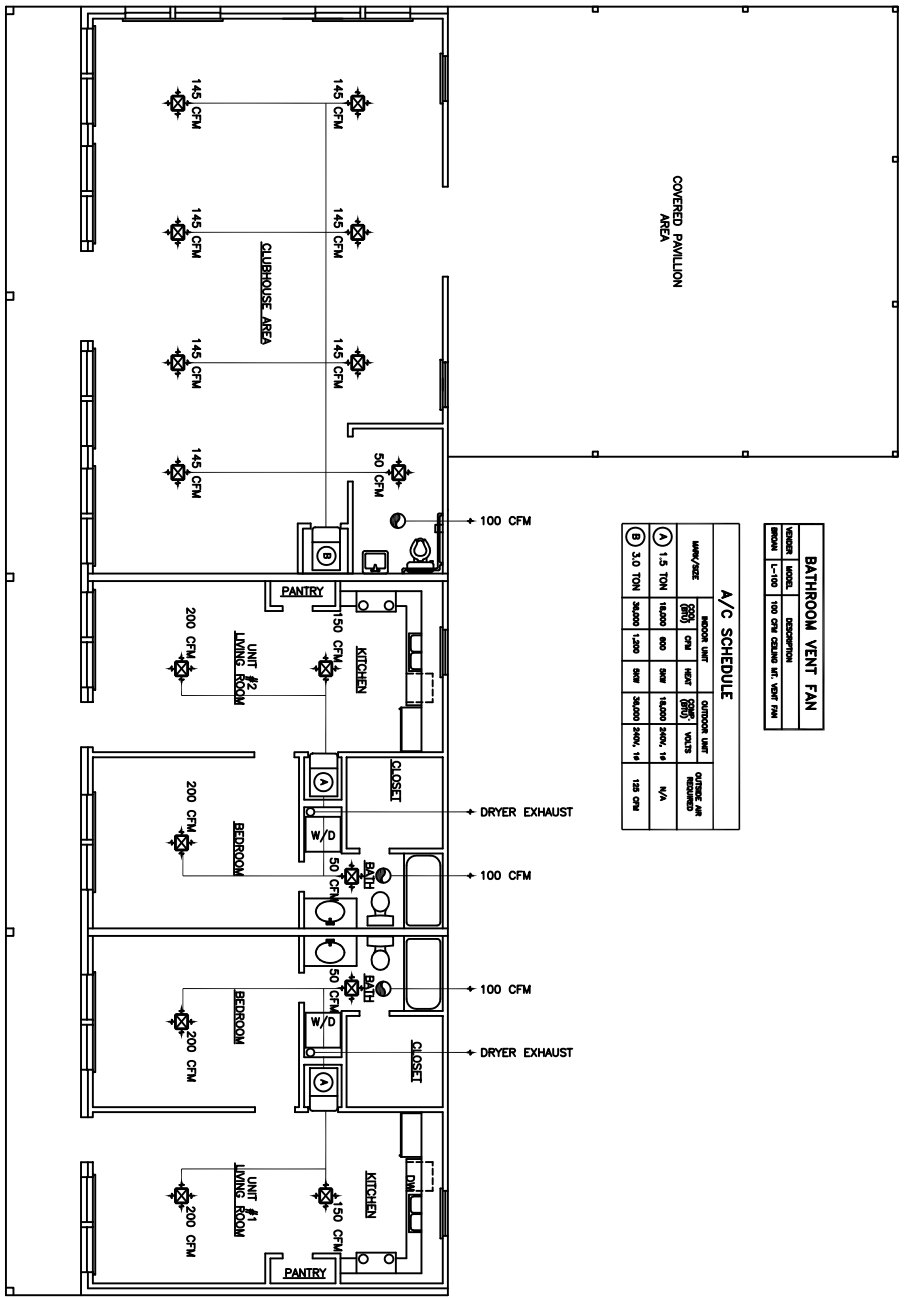 COVERED PAVILLION
AREA
BATHROOM VENT FAN
VENDER MODEL DESCRIPTION
BROAN L-100 100 CFM CEILING MT. VENT FAN
A/C SCHEDULE
MARK/SIZE INDOOR UNIT OUTDOOR UNIT OUTSIDE AIR REQUIRED
COOL (BTU) CFM HEAT COMP. (BTU) VOLTS
A 1.5 TON 18,000 600 5KW 18,000 240V, 1ϕ N/A
B 3.0 TON 36,000 1,200 5KW 36,000 240V, 1ϕ 125 CFM
145 CFM
145 CFM
145 CFM
145 CFM
145 CFM
145 CFM
145 CFM
CLUBHOUSE AREA
50 CFM
100 CFM
B
PANTRY
150 CFM
KITCHEN
200 CFM
UNIT #2
LIVING ROOM
A
CLOSET
DRYER EXHAUST
W/D
200 CFM
BEDROOM
50 CFM
BATH
100 CFM
100 CFM
BATH
50 CFM
BEDROOM
200 CFM
W/D
DRYER EXHAUST
CLOSET
A
DW
KITCHEN
150 CFM
UNIT #1
LIVING ROOM
200 CFM
PANTRY